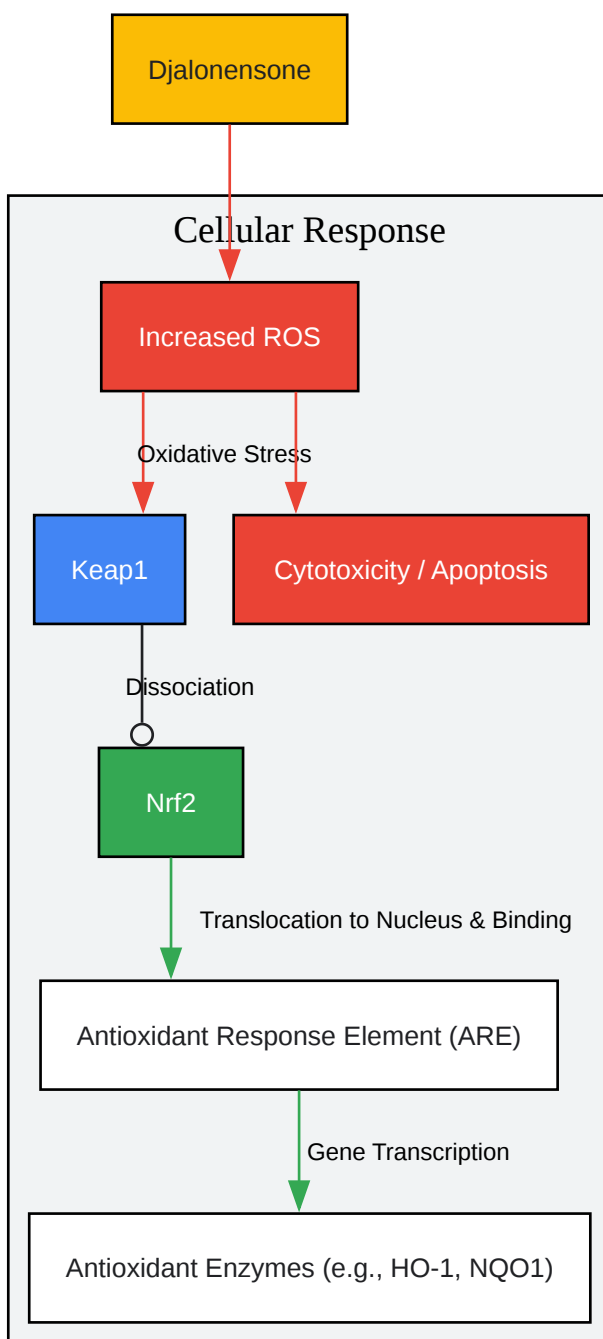 Djalonensone
Cellular Response
Increased ROS
Oxidative Stress
Keap1
Cytotoxicity / Apoptosis
Dissociation
Nrf2
Translocation to Nucleus & Binding
Antioxidant Response Element (ARE)
Gene Transcription
Antioxidant Enzymes (e.g., HO-1, NQO1)